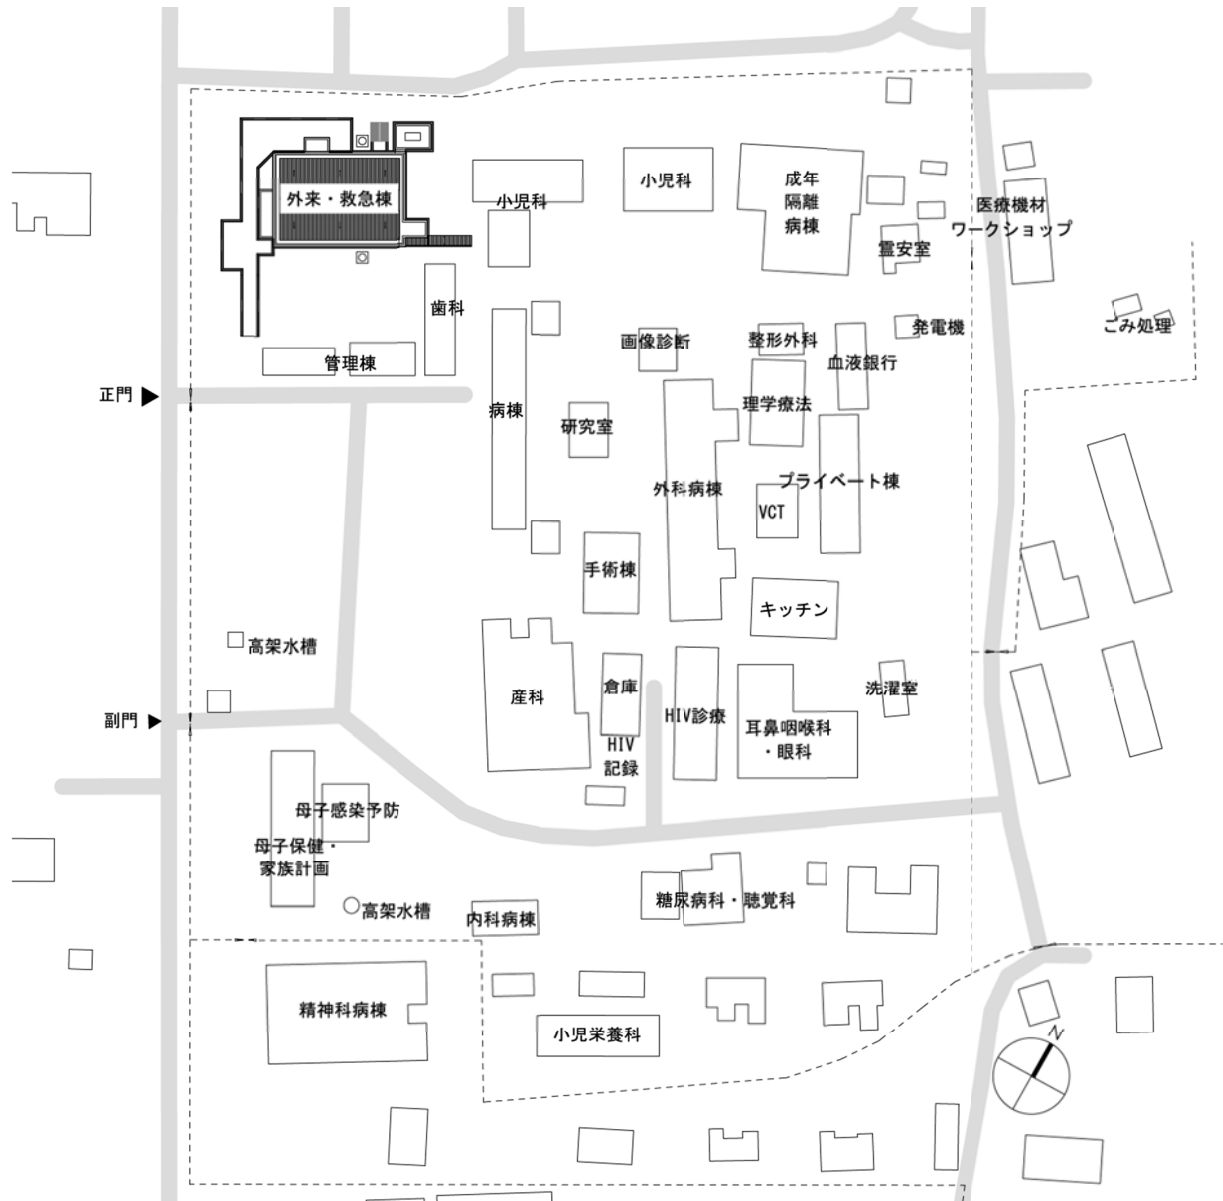 外来・救急棟
小児科
小児科
成年
隔離
病棟
医療機材
ワークショップ
霊安室
歯科
管理棟
画像診断
整形外科
血液銀行
発電機
ごみ処理
正門
病棟
研究室
理学療法
外科病棟
プライベート棟
VCT
手術棟
キッチン
高架水槽
産科
倉庫
HIV診療
洗濯室
副門
耳鼻咽喉科
・眼科
HIV
記録
母子感染予防
母子保健・
家族計画
高架水槽
内科病棟
糖尿病科・聴覚科
精神科病棟
小児栄養科
N